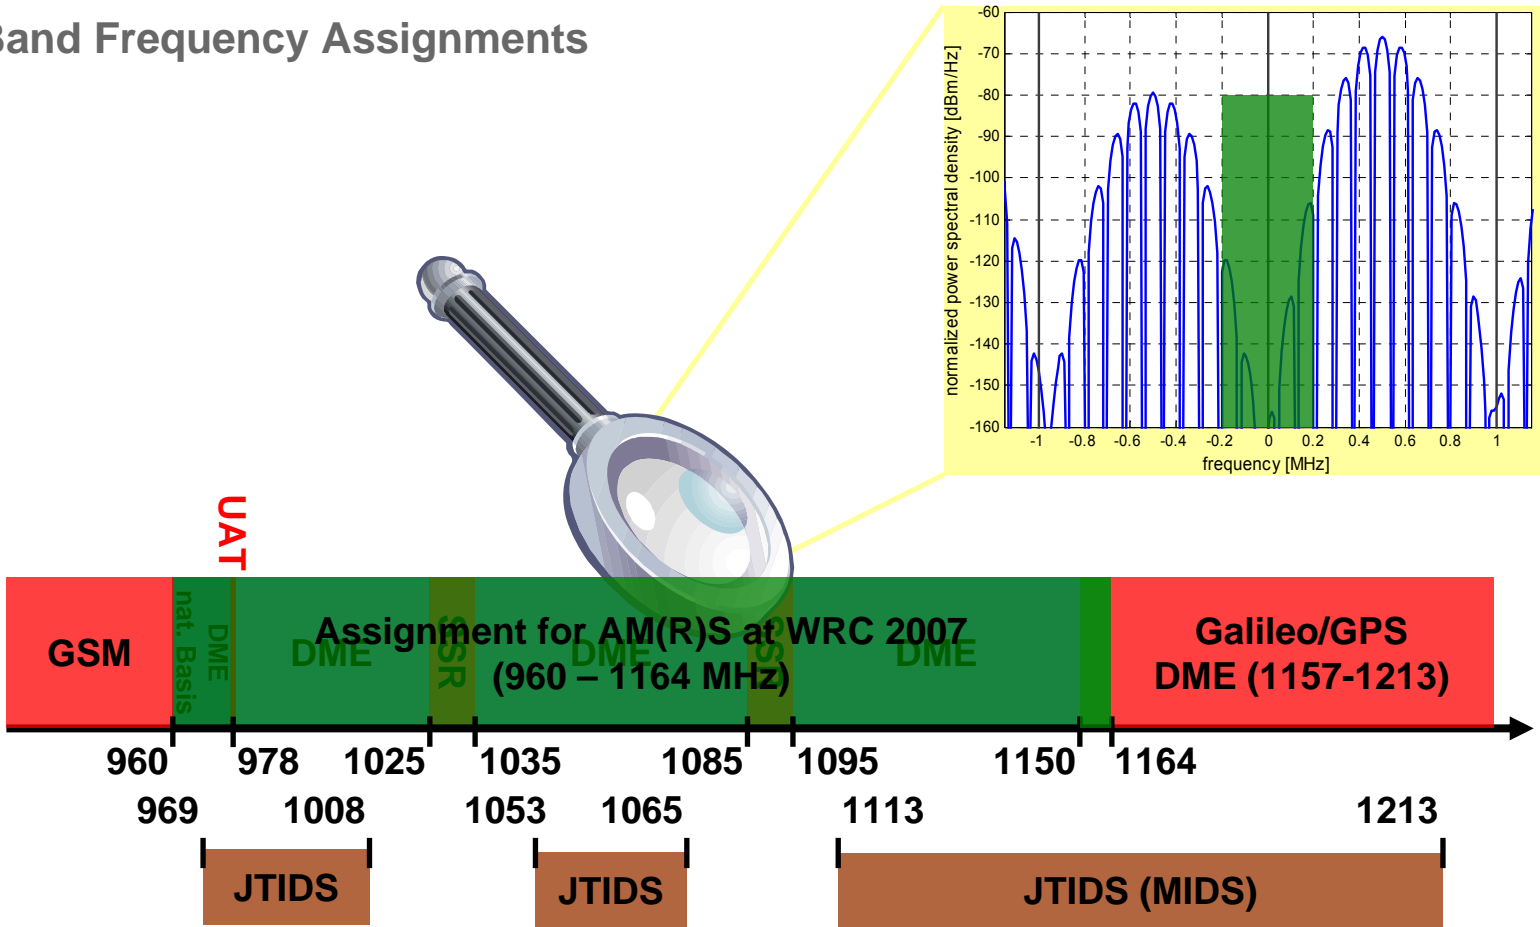 Band Frequency Assignments
normalized power spectral density [dBm/Hz]
-60
-70
-80
-90
-100
-110
-120
-130
-140
-150
-160
-1 -0.8 -0.6 -0.4 -0.2 0 0.2 0.4 0.6 0.8 1
frequency [MHz]
UAT
GSM
nat. Basis
DME
DME
SSR
DME
SSR
DME
Assignment for AM(R)S at WRC 2007
(960 – 1164 MHz)
Galileo/GPS
DME (1157-1213)
960 978 1025 1035 1085 1095 1150 1164
969 1008 1053 1065 1113 1213
JTIDS JTIDS JTIDS (MIDS)